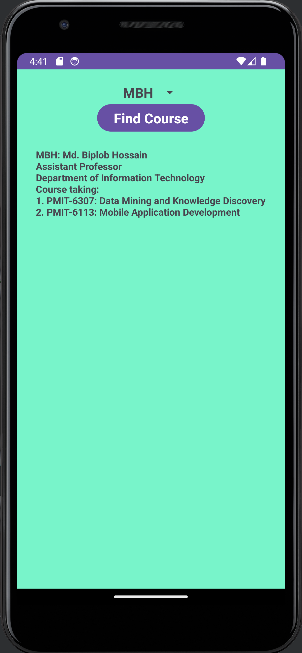 4:41
MBH
Find Course
MBH: Md. Biplob Hossain
Assistant Professor
Department of Information Technology
Course taking:
1. PMIT-6307: Data Mining and Knowledge Discovery
2. PMIT-6113: Mobile Application Development